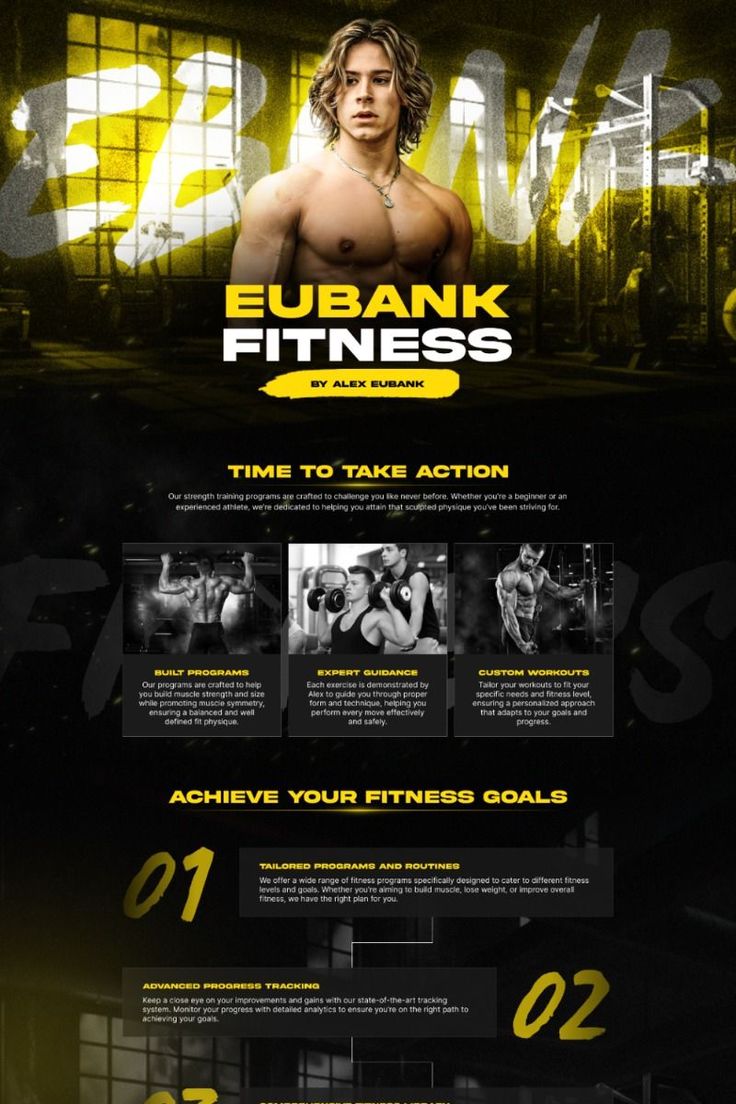 EUBANK
EUBANK
FITNESS
BY ALEX EUBANK
TIME TO TAKE ACTION
Our strength training programs are crafted to challenge you like never before. Whether you're a beginner or an
experienced athlete, we're dedicated to helping you attain that sculpted physique you've been striving for.
BUILT PROGRAMS
Our programs are crafted to help
you build muscle strength and size
while promoting muscle symmetry,
ensuring a balanced and well
defined fit physique.
EXPERT GUIDANCE
Each exercise is demonstrated by
Alex to guide you through proper
form and technique, helping you
perform every move effectively
and safely.
CUSTOM WORKOUTS
Tailor your workouts to fit your
specific needs and fitness level,
ensuring a personalized approach
that adapts to your goals and
progress.
ACHIEVE YOUR FITNESS GOALS
01
TAILORED PROGRAMS AND ROUTINES
We offer a wide range of fitness programs specifically designed to cater to different fitness
levels and goals. Whether you're aiming to build muscle, lose weight, or improve overall
fitness, we have the right plan for you.
ADVANCED PROGRESS TRACKING
Keep a close eye on your improvements and gains with our state-of-the-art tracking
system. Monitor your progress with detailed analytics to ensure you're on the right path to
achieving your goals.
02
03